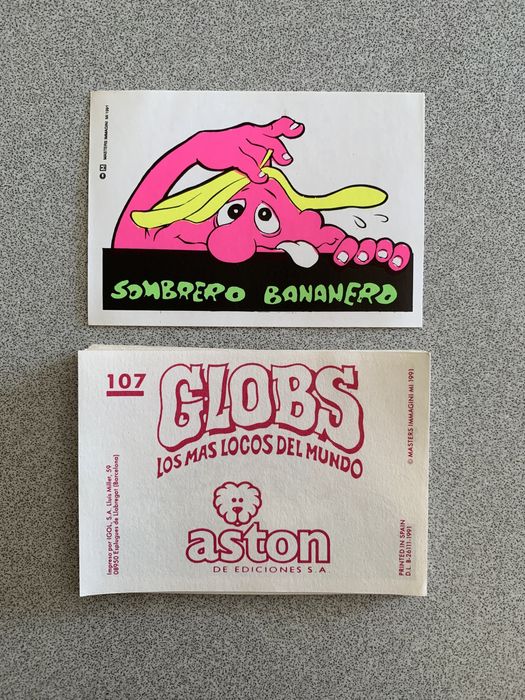 © MASTERS IMMAGINI MI 1991
SOMBRERO BANANERO
107
GLOBS
LOS MAS LOCOS DEL MUNDO
aston
DE EDICIONES S.A.
Impreso por IGOL, S.A. Lluís Millet, 59
08950 Esplugues de Llobregat (Barcelona)
© MASTERS IMMAGINI MI 1991
PRINTED IN SPAIN
D.L. B-26111-1991